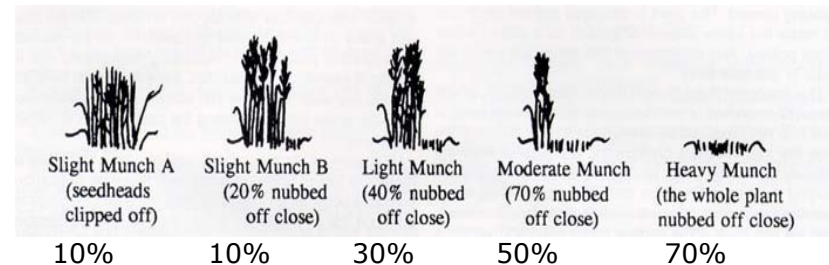 Slight Munch A
(seedheads
clipped off)
Slight Munch B
(20% nubbed
off close)
Light Munch
(40% nubbed
off close)
Moderate Munch
(70% nubbed
off close)
Heavy Munch
(the whole plant
nubbed off close)
10%
10%
30%
50%
70%